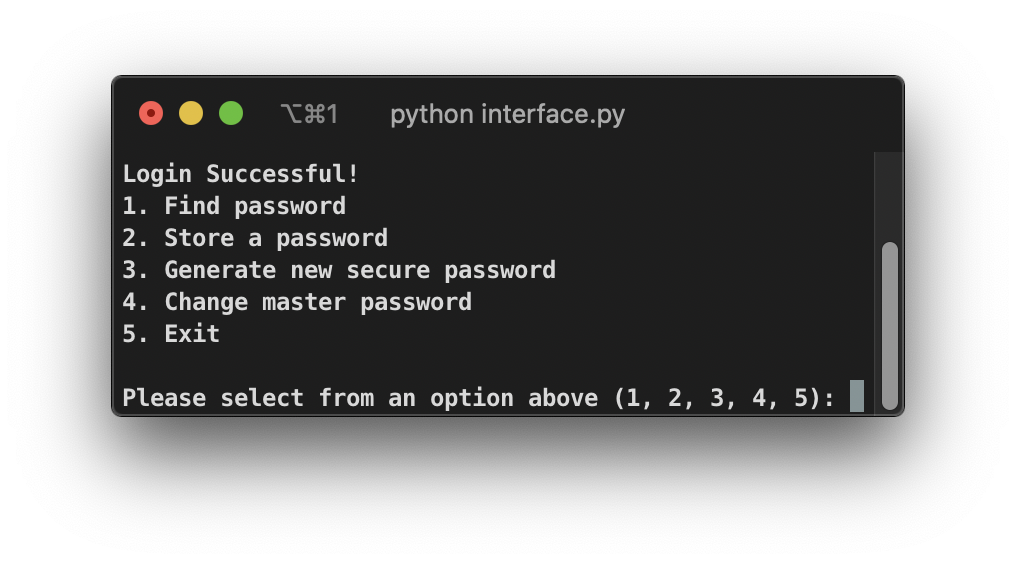 ⌥⌘1 python interface.py
Login Successful!
1. Find password
2. Store a password
3. Generate new secure password
4. Change master password
5. Exit
Please select from an option above (1, 2, 3, 4, 5):